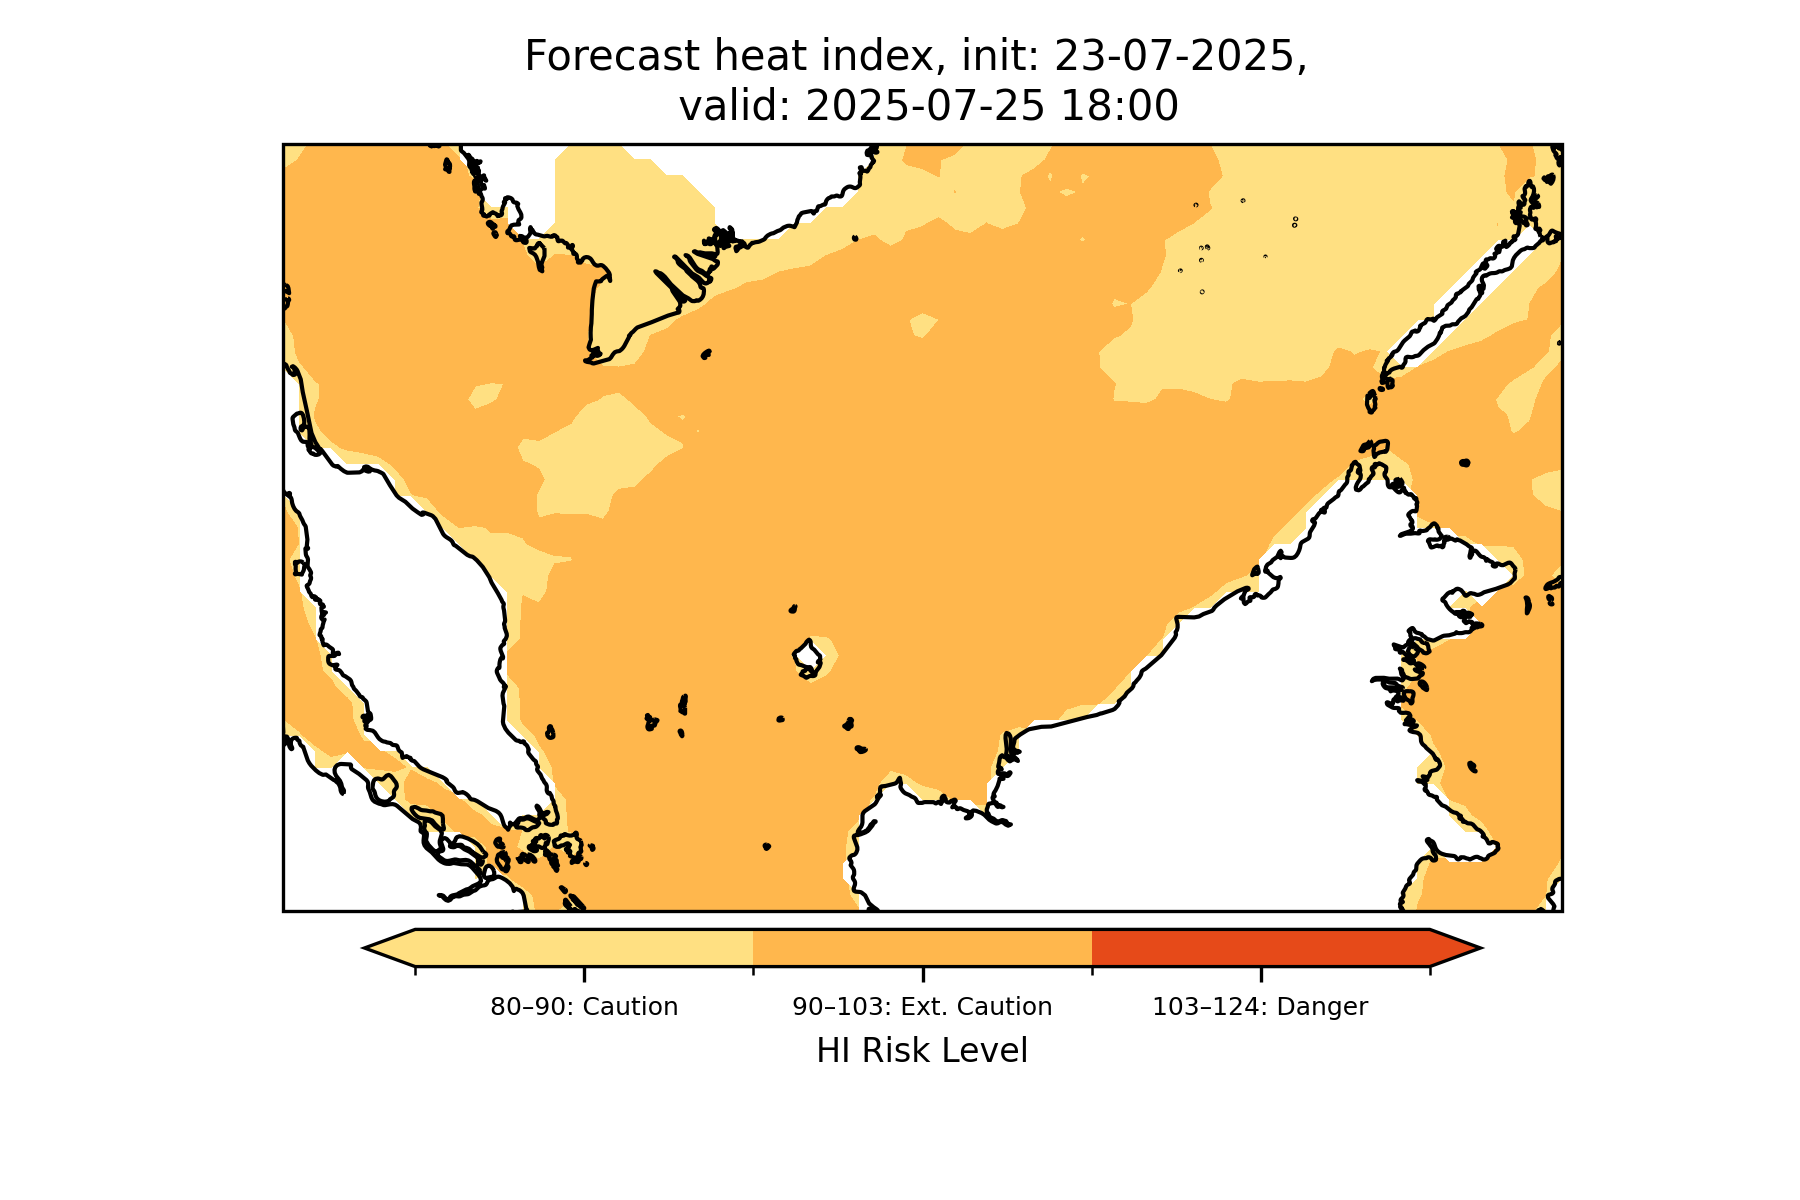 Forecast heat index, init: 23-07-2025,
valid: 2025-07-25 18:00
80–90: Caution
90–103: Ext. Caution
103–124: Danger
HI Risk Level